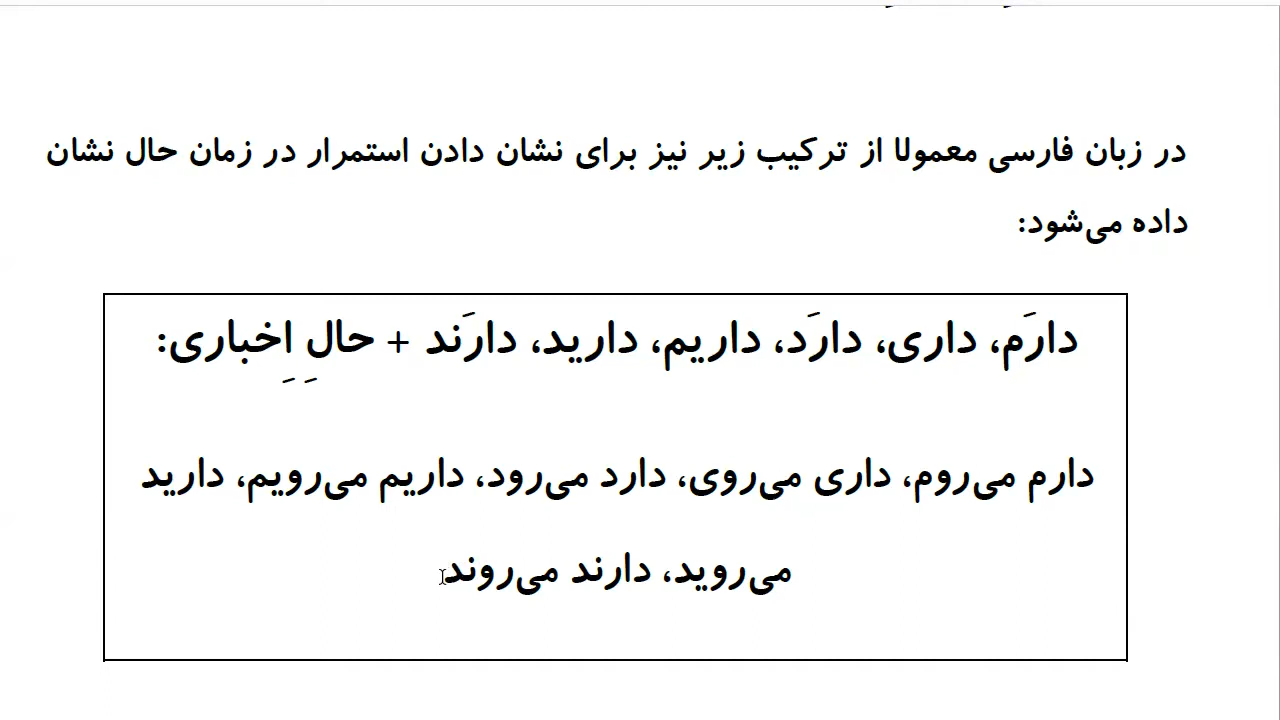 در زبان فارسی معمولا از ترکیب زیر نیز برای نشان دادن استمرار در زمان حال نشان
داده می‌شود:
دارَم، داری، دارَد، داریم، دارید، دارَند + حالِ اِخباری:
دارم می‌روم، داری می‌روی، دارد می‌رود، داریم می‌رویم، دارید
می‌روید، دارند می‌روند